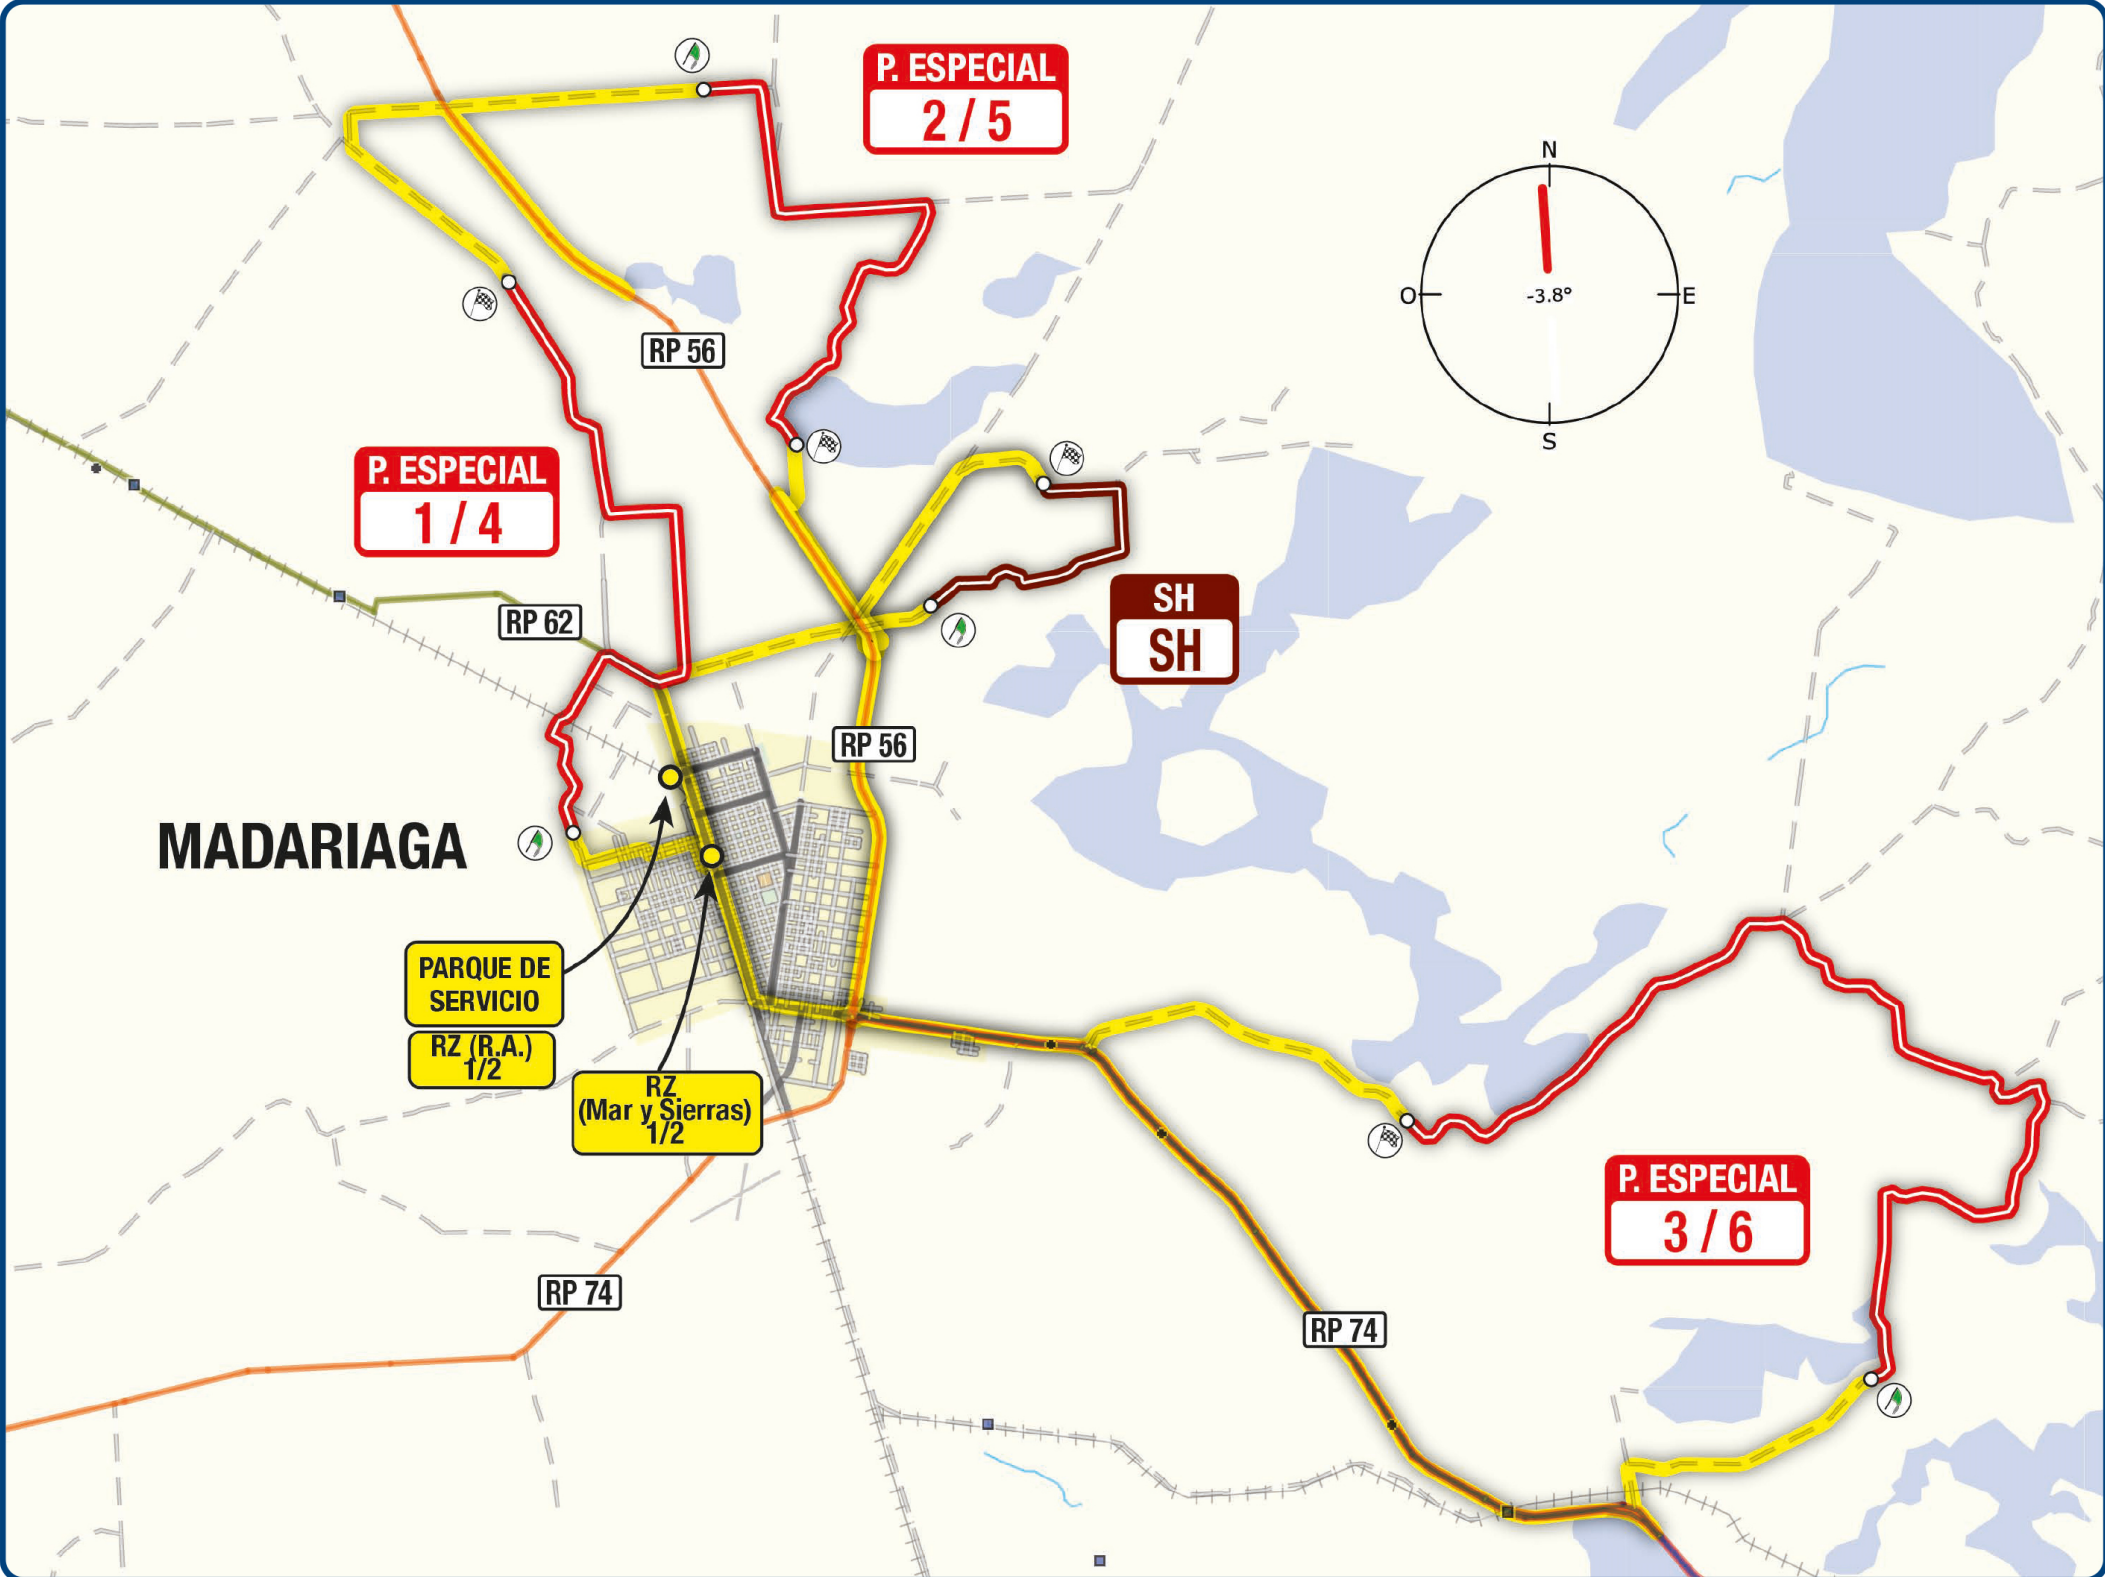 P. ESPECIAL
2 / 5
N
O
E
-3.8°
S
RP 56
P. ESPECIAL
1 / 4
RP 62
SH
SH
RP 56
MADARIAGA
PARQUE DE
SERVICIO
RZ (R.A.)
1/2
RZ
(Mar y Sierras)
1/2
P. ESPECIAL
3 / 6
RP 74
RP 74